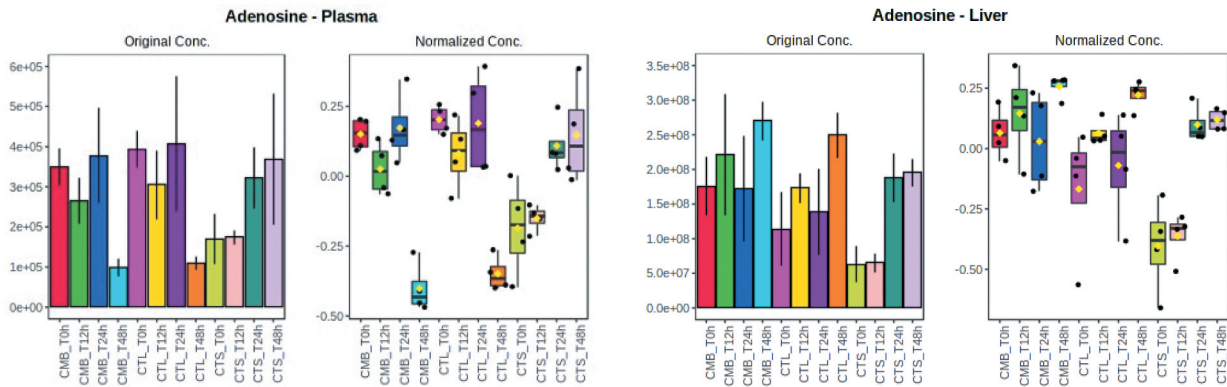 Adenosine - Plasma
Original Conc.
Normalized Conc.
6e+05
5e+05
4e+05
3e+05
2e+05
1e+05
0e+00
0.25
0.00
-0.25
-0.50
CMB_T0h
CMB_T12h
CMB_T24h
CMB_T48h
CTL_T0h
CTL_T12h
CTL_T24h
CTL_T48h
CTS_T0h
CTS_T12h
CTS_T24h
CTS_T48h
CMB_T0h
CMB_T12h
CMB_T24h
CMB_T48h
CTL_T0h
CTL_T12h
CTL_T24h
CTL_T48h
CTS_T0h
CTS_T12h
CTS_T24h
CTS_T48h
Adenosine - Liver
Original Conc.
Normalized Conc.
3.5e+08
3.0e+08
2.5e+08
2.0e+08
1.5e+08
1.0e+08
5.0e+07
0.0e+00
0.25
0.00
-0.25
-0.50
CMB_T0h
CMB_T12h
CMB_T24h
CMB_T48h
CTL_T0h
CTL_T12h
CTL_T24h
CTL_T48h
CTS_T0h
CTS_T12h
CTS_T24h
CTS_T48h
CMB_T0h
CMB_T12h
CMB_T24h
CMB_T48h
CTL_T0h
CTL_T12h
CTL_T24h
CTL_T48h
CTS_T0h
CTS_T12h
CTS_T24h
CTS_T48h